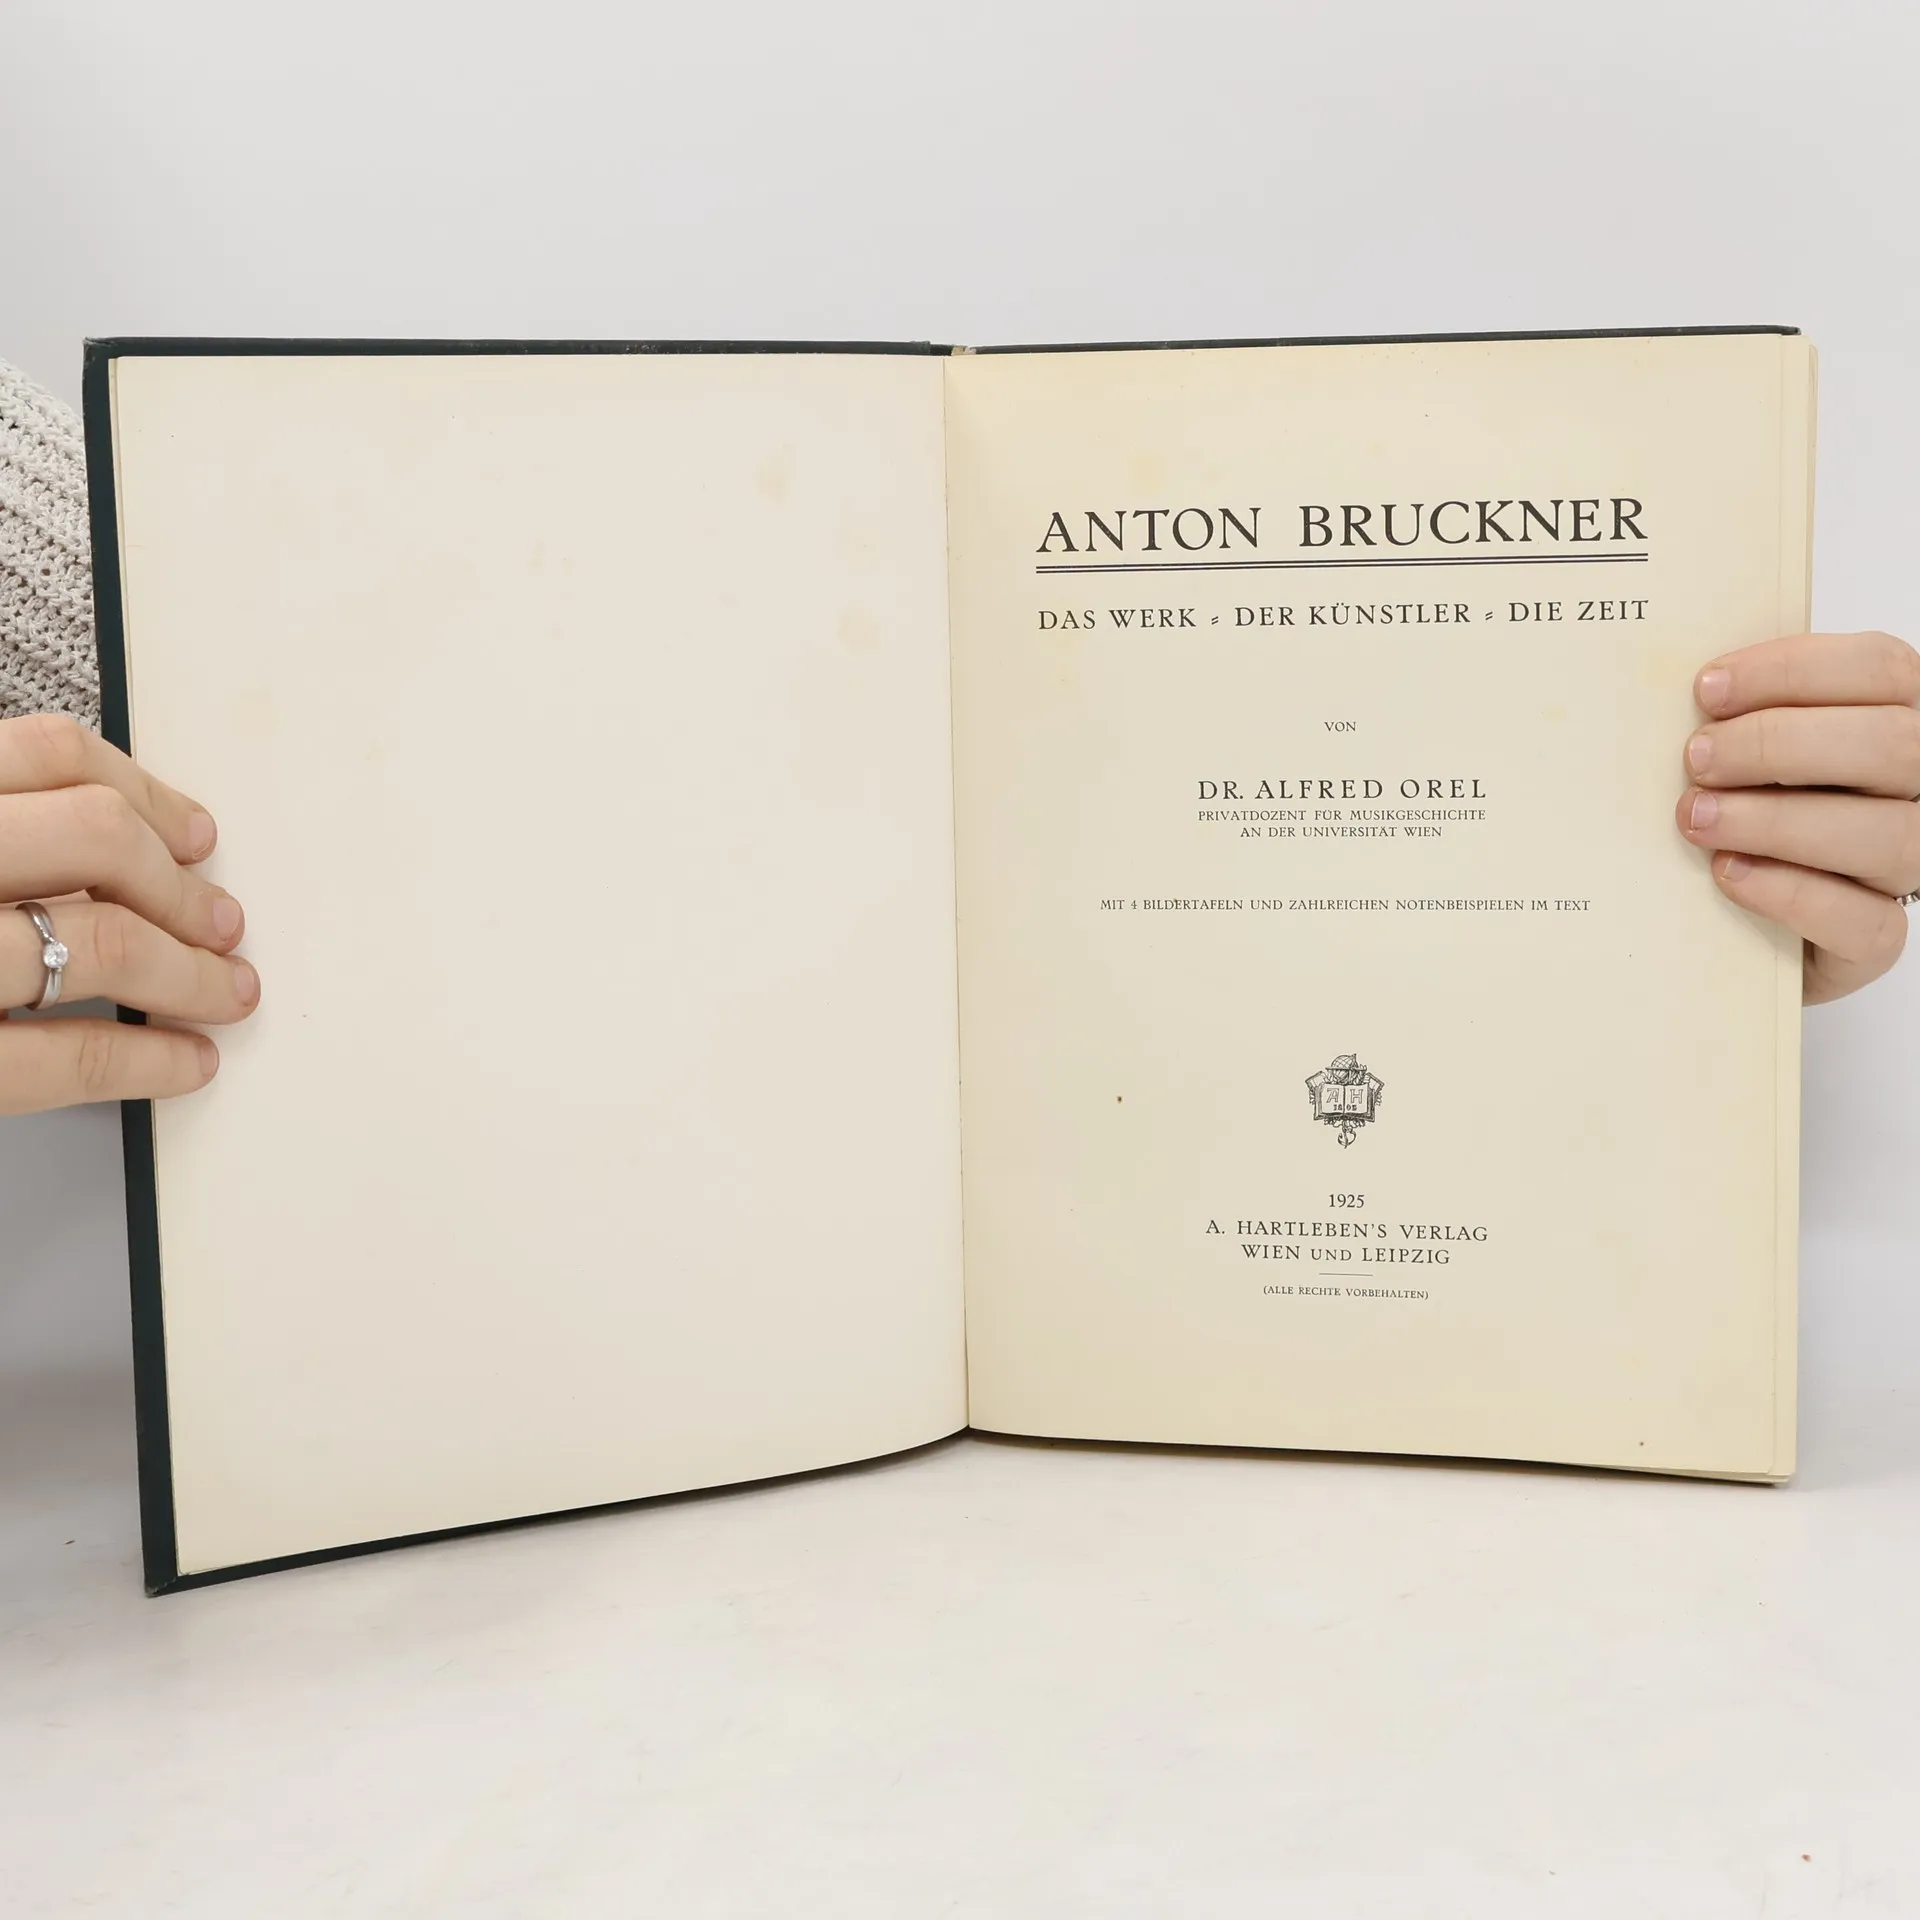 ANTON BRUCKNER
DAS WERK ⸗ DER KÜNSTLER ⸗ DIE ZEIT
VON
DR. ALFRED OREL
PRIVATDOZENT FÜR MUSIKGESCHICHTE
AN DER UNIVERSITÄT WIEN
MIT 4 BILDERTAFELN UND ZAHLREICHEN NOTENBEISPIELEN IM TEXT
A H
1803
1925
A. HARTLEBEN'S VERLAG
WIEN UND LEIPZIG
(ALLE RECHTE VORBEHALTEN)